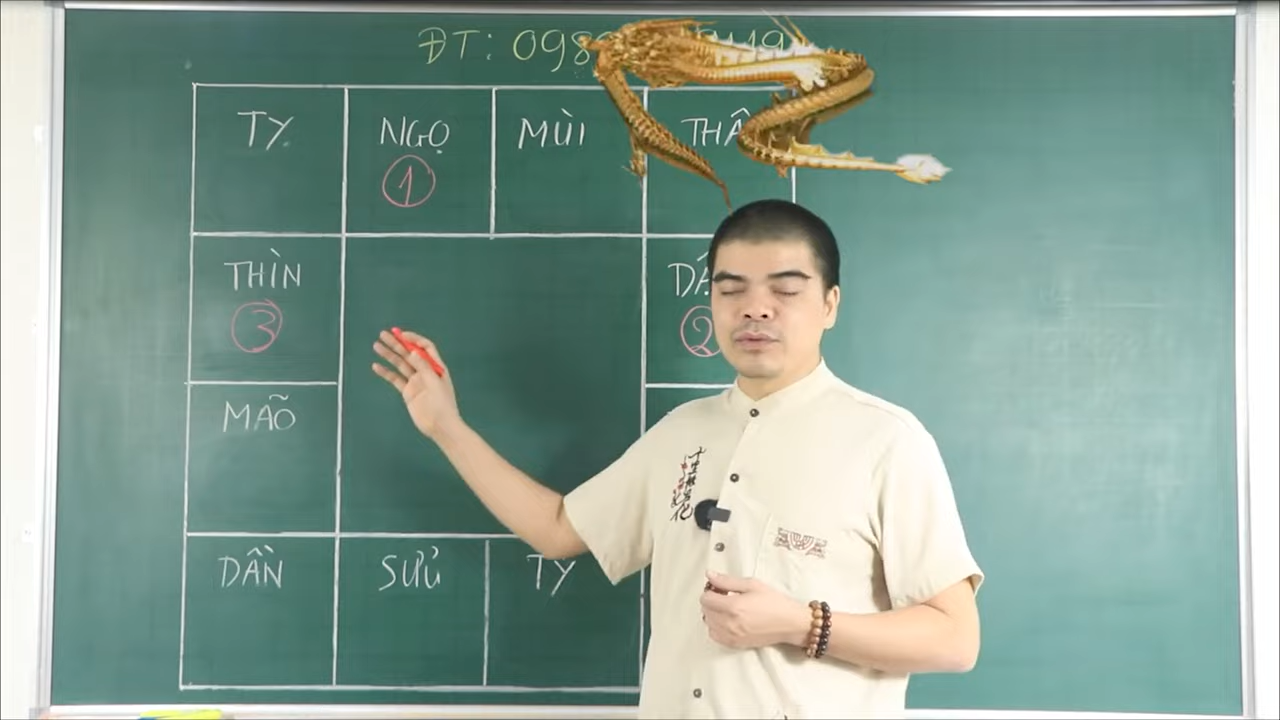 ĐT: 098
TỴ NGỌ MÙI THÂ
1
THÌN DẬ
3 2
MÃO
DẦN SỬU TÝ